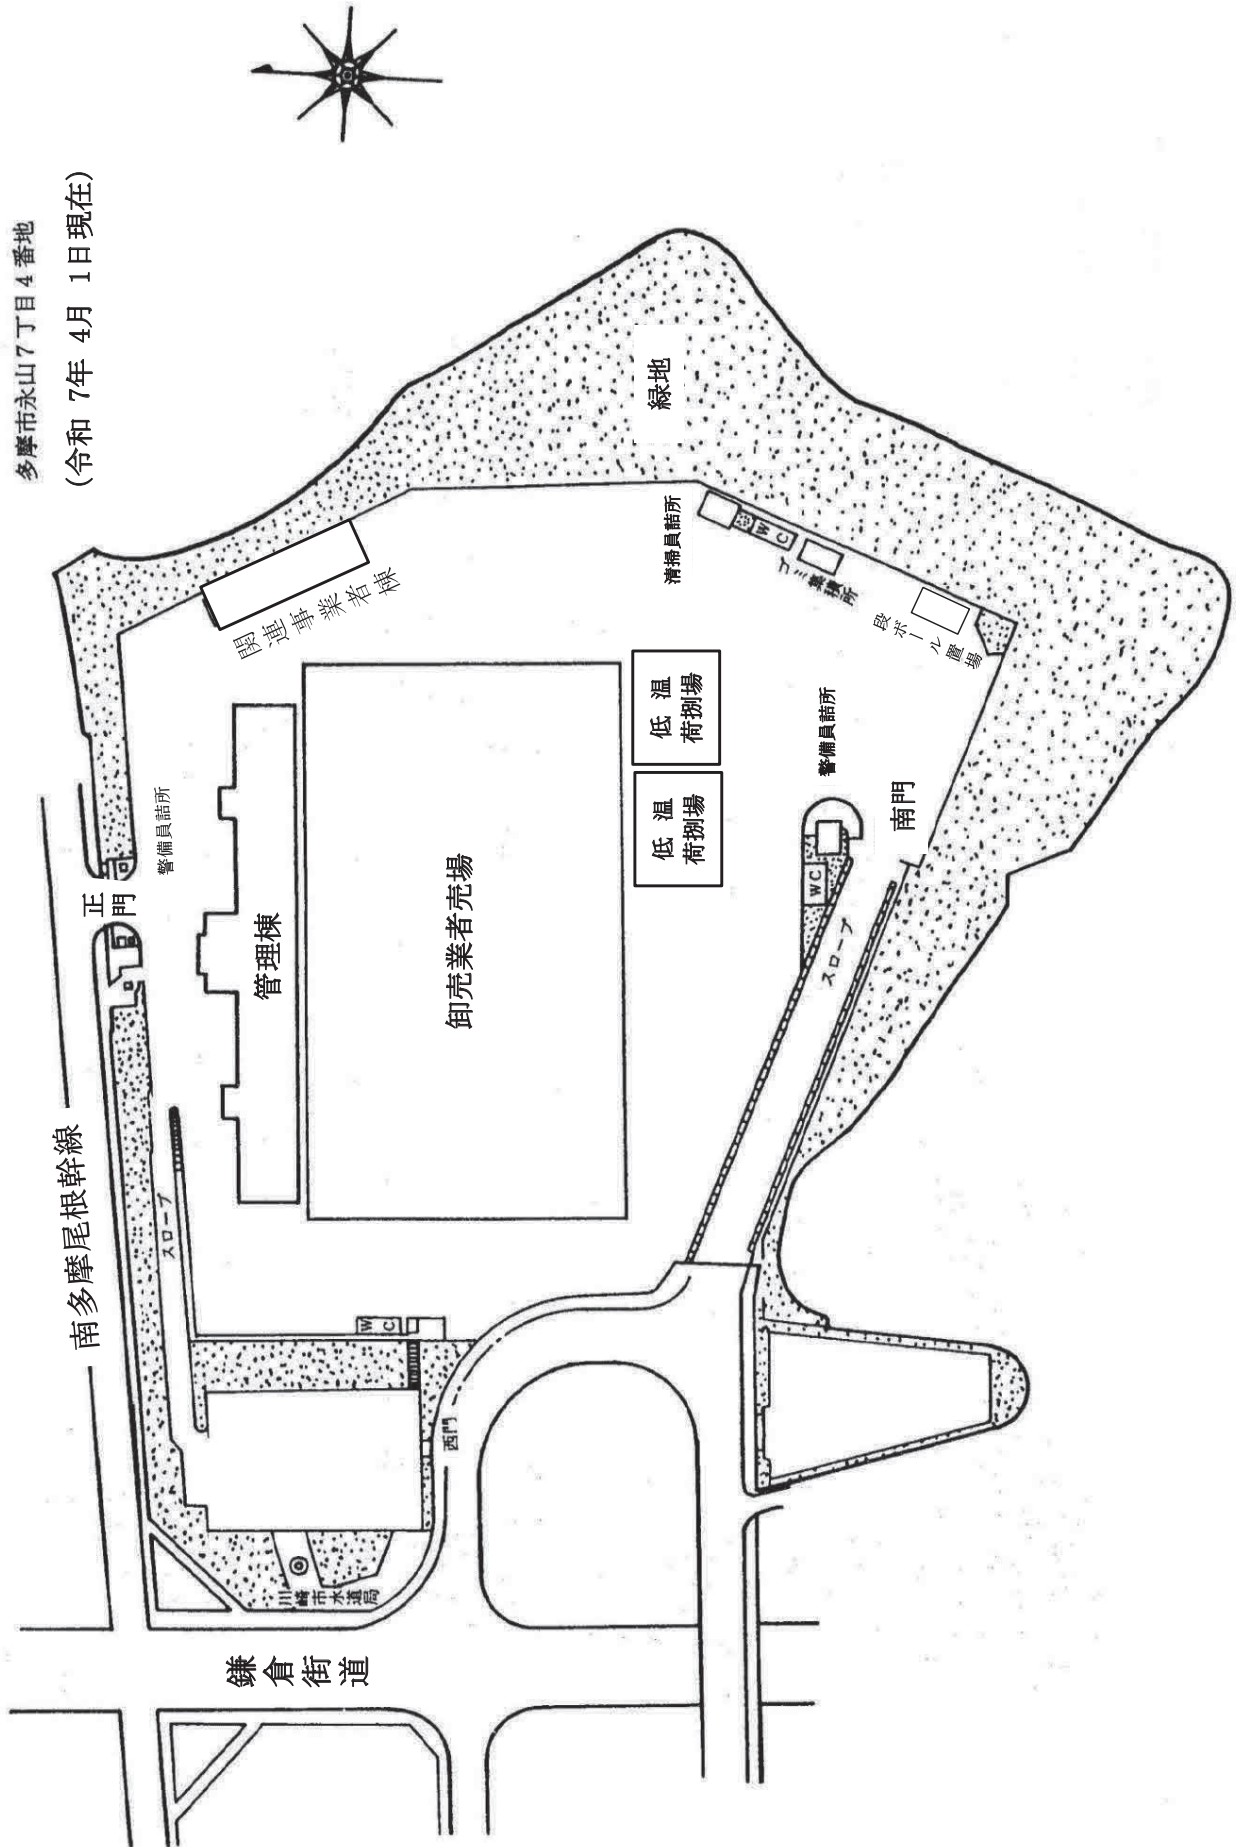 多摩市永山7丁目4番地
(令和 7年 4月 1日現在)
南多摩尾根幹線
正門
警備員詰所
スロープ
関連事業者棟
管理棟
卸売業者売場
低温
荷捌場
低温
荷捌場
緑地
清掃員詰所
WC
ゴミ集積所
段ボール置場
警備員詰所
WC
南門
スロープ
WC
西門
川崎市水道局
鎌倉街道